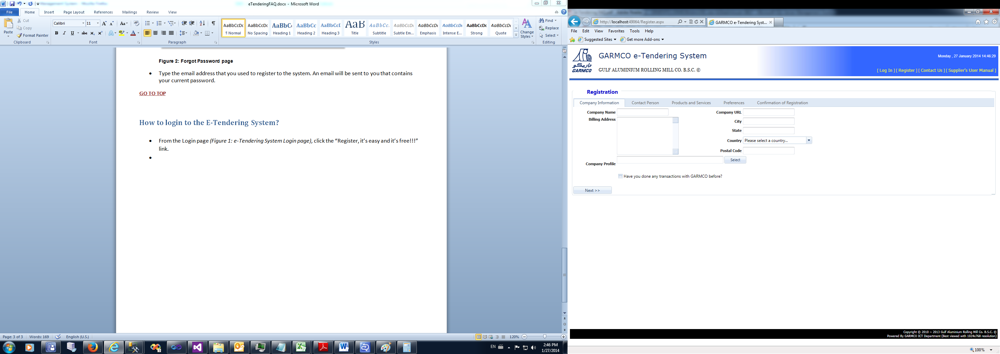 eTenderingFAQ.docx - Microsoft Word
File Home Insert Page Layout References Mailings Review View
Paste
Cut
Copy
Format Painter
Clipboard
Calibri 11
Font
Paragraph
AaBbCcDc AaBbCcDc AaBbC AaBbCc AaBbCcI AaB AaBbCc. AaBbCcDc AaBbCcDc AaBbCcDc AaBbCcDc AaBbCcDc
¶ Normal No Spacing Heading 1 Heading 2 Heading 3 Title Subtitle Subtle Em... Emphasis Intense E... Strong Quote
Change Styles
Styles
Find
Replace
Select
Editing
Figure 2: Forgot Password page
• Type the email address that you used to register to the system. An email will be sent to you that contains
your current password.
GO TO TOP
How to login to the E-Tendering System?
• From the Login page (Figure 1: e-Tendering System Login page), click the “Register, it’s easy and it’s free!!!”
link.
•
Page: 3 of 3 Words: 169 English (U.S.) 120%
EN 2:46 PM
1/27/2014
http://localhost:49064/Register.aspx
GARMCO e-Tendering Syst...
File Edit View Favorites Tools Help
Suggested Sites Get more Add-ons
جارمكو
GARMCO
GARMCO e-Tendering System
GULF ALUMINIUM ROLLING MILL CO. B.S.C. ©
Monday , 27 January 2014 14:46:29
[ Log In ] [ Register ] [ Contact Us ] [ Supplier's User Manual ]
Registration
Company Information Contact Person Products and Services Preferences Confirmation of Registration
Company Name Company URL
Billing Address City
State
Country Please select a country...
Postal Code
Company Profile Select
Have you done any transactions with GARMCO before?
Next >>
Copyright © 2010 ~ 2013 Gulf Aluminium Rolling Mill Co. B.S.C. ©
Powered By GARMCO ICT Department (Best viewed with 1024x768 resolution)
100%